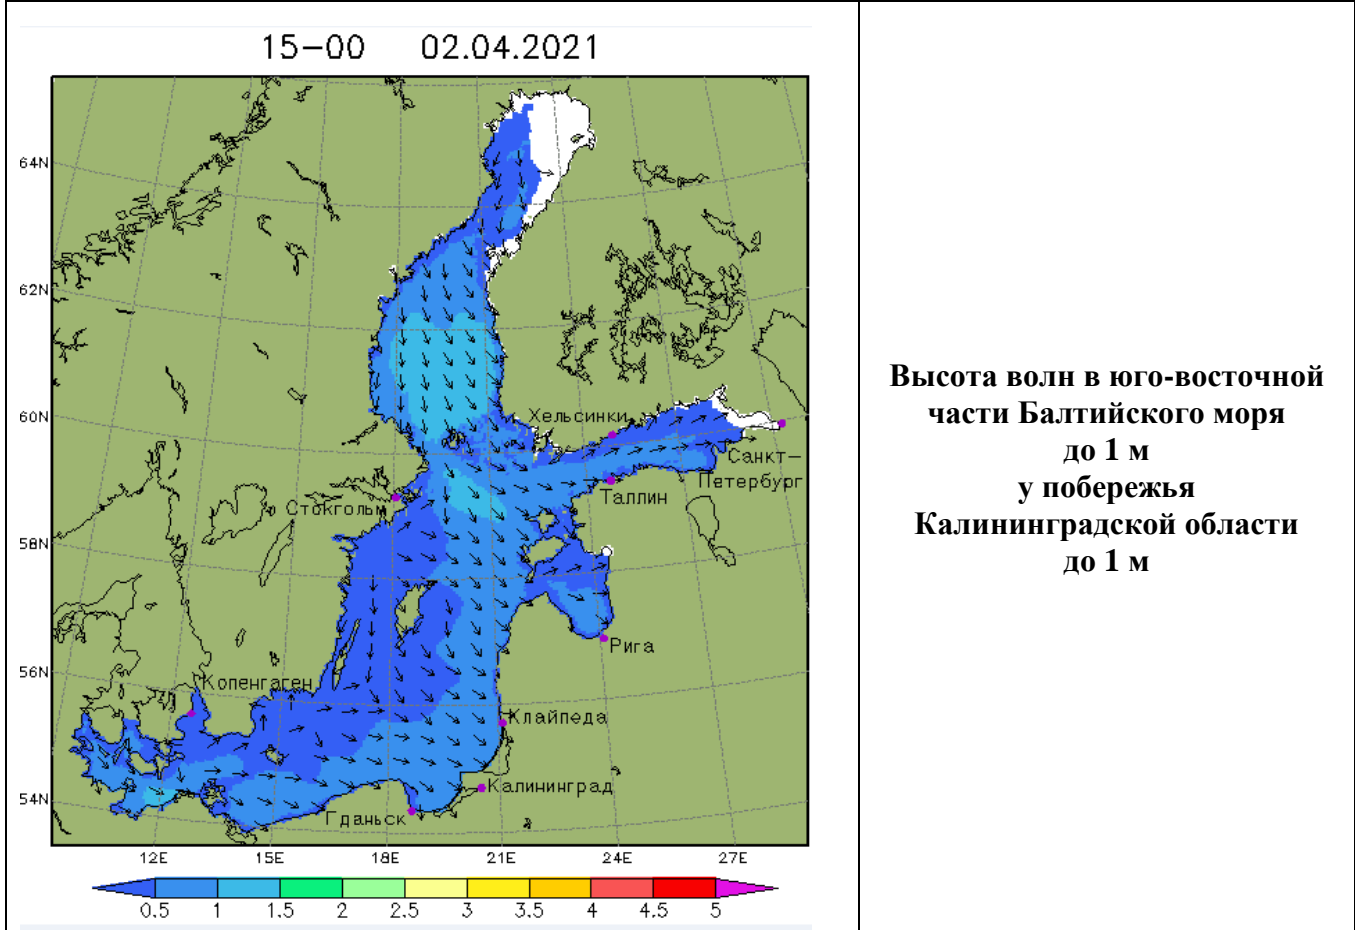 15-00 02.04.2021
64N
62N
60N
58N
56N
54N
Хельсинки
Санкт-
Петербург
Таллин
Стокгольм
Рига
Копенгаген
Клайпеда
Калининград
Гданьск
12E 15E 18E 21E 24E 27E
0.5 1 1.5 2 2.5 3 3.5 4 4.5 5
Высота волн в юго-восточной
части Балтийского моря
до 1 м
у побережья
Калининградской области
до 1 м